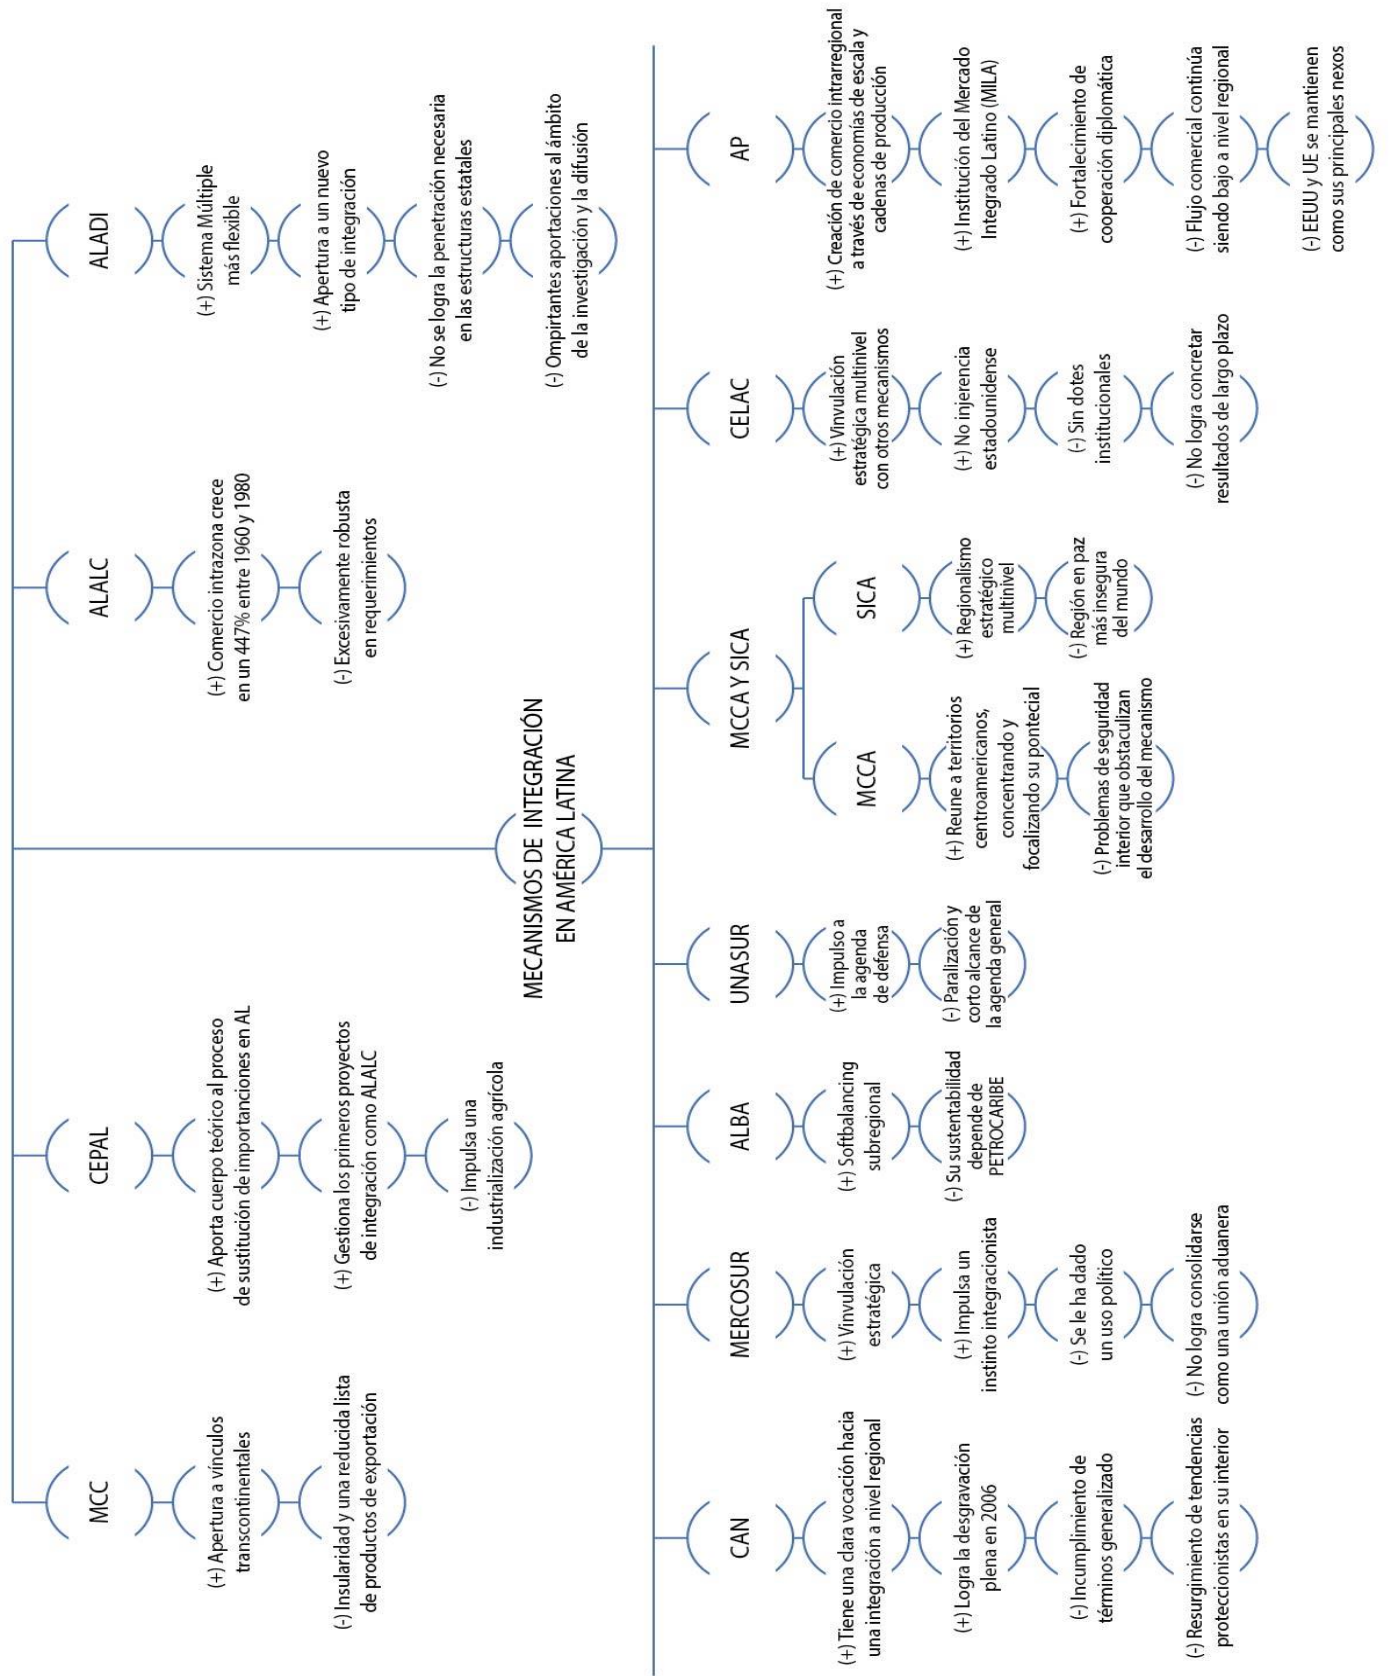 MCC
(+) Apertura a vínculos
transcontinentales
(-) Insularidad y una reducida lista
de productos de exportación
CEPAL
(+) Aporta cuerpo teórico al proceso
de sustitución de importanciones en AL
(+) Gestiona los primeros proyectos
de integración como ALALC
(-) Impulsa una
industrialización agrícola
ALALC
(+) Comercio intrazona crece
en un 447% entre 1960 y 1980
(-) Excesivamente robusta
en requerimientos
ALADI
(+) Sistema Múltiple
más flexible
(+) Apertura a un nuevo
tipo de integración
(-) No se logra la penetración necesaria
en las estructuras estatales
(-) Ompirtantes aportaciones al ámbito
de la investigación y la difusión
MECANISMOS DE INTEGRACIÓN
EN AMÉRICA LATINA
CAN
(+) Tiene una clara vocación hacia
una integración a nivel regional
(+) Logra la desgravación
plena en 2006
(-) Incumplimiento de
términos generalizado
(-) Resurgimiento de tendencias
proteccionistas en su interior
MERCOSUR
(+) Vinvulación
estratégica
(+) Impulsa un
instinto integracionista
(-) Se le ha dado
un uso político
(-) No logra consolidarse
como una unión aduanera
ALBA
(+) Softbalancing
subregional
(-) Su sustentabilidad
depende de
PETROCARIBE
UNASUR
(+) Impulso a
la agenda
de defensa
(-) Paralización y
corto alcance de
la agenda general
MCCA Y SICA
MCCA
(+) Reune a territorios
centroamericanos,
concentrando y
focalizando su pontecial
(-) Problemas de seguridad
interior que obstaculizan
el desarrollo del mecanismo
SICA
(+) Regionalismo
estratégico
multinivel
(-) Región en paz
más insegura
del mundo
CELAC
(+) Vinvulación
estratégica multinivel
con otros mecanismos
(+) No injerencia
estadounidense
(-) Sin dotes
institucionales
(-) No logra concretar
resultados de largo plazo
AP
(+) Creación de comercio intrarregional
a través de economías de escala y
cadenas de producción
(+) Institución del Mercado
Integrado Latino (MILA)
(+) Fortalecimiento de
cooperación diplomática
(-) Flujo comercial continúa
siendo bajo a nivel regional
(-) EEUU y UE se mantienen
como sus principales nexos